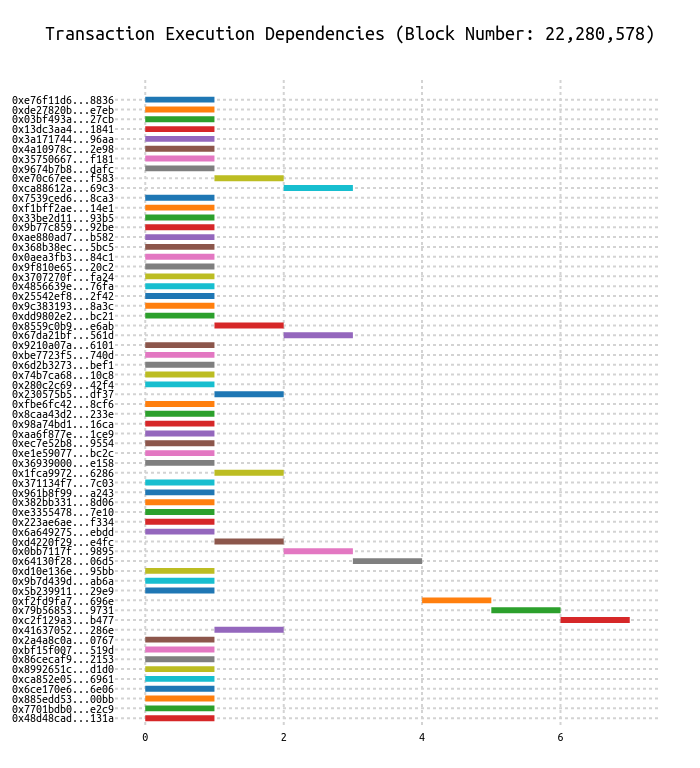 Transaction Execution Dependencies (Block Number: 22,280,578)
0xe76f11d6...8836
0xde27820b...e7eb
0x03bf493a...27cb
0x13dc3aa4...1841
0x3a171744...96aa
0x4a10978c...2e98
0x35750667...f181
0x9674b7b8...dafc
0xe70c67ee...f583
0xca88612a...69c3
0x7539ced6...8ca3
0xf1bff2ae...14e1
0x33be2d11...93b5
0x9b77c859...92be
0xae880ad7...b582
0x368b38ec...5bc5
0x0aea3fb3...84c1
0x9f810e65...20c2
0x3707270f...fa24
0x4856639e...76fa
0x25542ef8...2f42
0x9c383193...8a3c
0xdd9802e2...bc21
0x8559c0b9...e6ab
0x67da21bf...561d
0x9210a07a...6101
0xbe7723f5...740d
0x6d2b3273...bef1
0x74b7ca68...10c8
0x280c2c69...42f4
0x230575b5...df37
0xfbe6fc42...8cf6
0x8caa43d2...233e
0x98a74bd1...16ca
0xaa6f877e...1ce9
0xec7e52b8...9554
0xe1e59077...bc2c
0x36939000...e158
0x1fca9972...6286
0x371134f7...7c03
0x961b8f99...a243
0x382bb331...8d06
0xe3355478...7e10
0x223ae6ae...f334
0x6a649275...ebdd
0xd4220f29...e4fc
0x0bb7117f...9895
0x64130f28...06d5
0xd10e136e...95bb
0x9b7d439d...ab6a
0x5b239911...29e9
0xf2fd9fa7...696e
0x79b56853...9731
0xc2f129a3...b477
0x41637052...286e
0x2a4a8c0a...0767
0xbf15f007...519d
0x86cecaf9...2153
0x8992651c...d1d0
0xca852e05...6961
0x6ce170e6...6e06
0x885edd53...00bb
0x7701bdb0...e2c9
0x48d48cad...131a
0 2 4 6